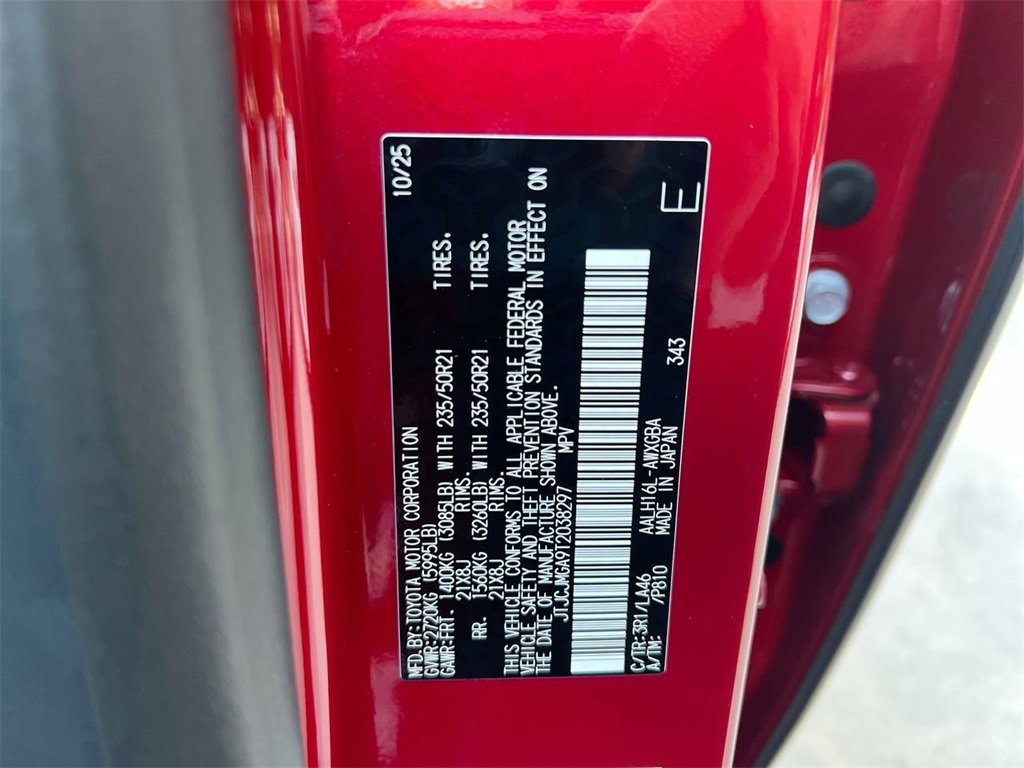 MFD.BY:TOYOTA MOTOR CORPORATION 10/25
GVWR:2720KG (5995LB)
GAWR:FRT. 1400KG (3085LB) WITH 235/50R21 TIRES.
21X8J RIMS.
RR. 1560KG (3260LB) WITH 235/50R21 TIRES.
21X8J RIMS.
THIS VEHICLE CONFORMS TO ALL APPLICABLE FEDERAL MOTOR
VEHICLE SAFETY AND THEFT PREVENTION STANDARDS IN EFFECT ON
THE DATE OF MANUFACTURE SHOWN ABOVE.
JTJCJMGA9T2038297 MPV
C/TR:3R1/LA46 AALH16L-AWXGBA
A/TM: /P810 MADE IN JAPAN 343 E